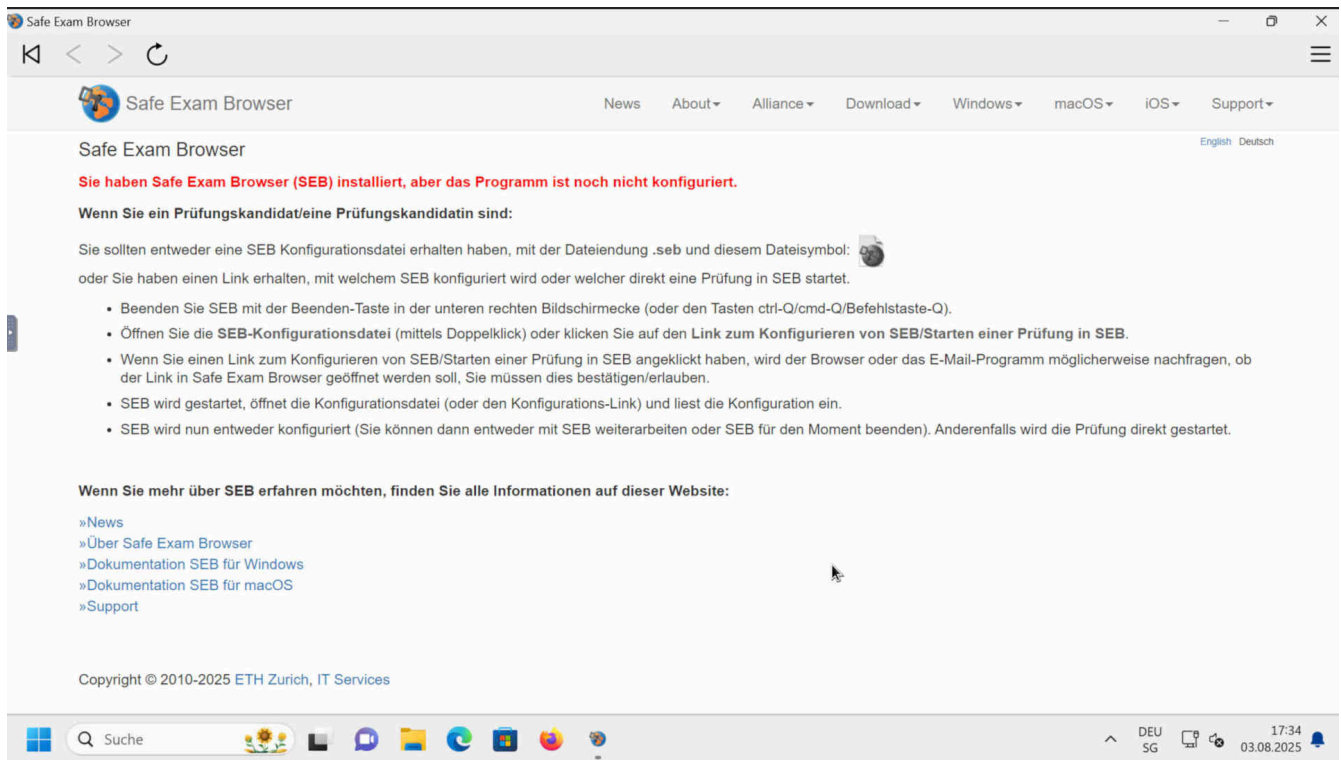 Safe Exam Browser
Safe Exam Browser
News About Alliance Download Windows macOS iOS Support
English Deutsch
Safe Exam Browser
Sie haben Safe Exam Browser (SEB) installiert, aber das Programm ist noch nicht konfiguriert.
Wenn Sie ein Prüfungskandidat/eine Prüfungskandidatin sind:
Sie sollten entweder eine SEB Konfigurationsdatei erhalten haben, mit der Dateiendung .seb und diesem Dateisymbol:
oder Sie haben einen Link erhalten, mit welchem SEB konfiguriert wird oder welcher direkt eine Prüfung in SEB startet.
• Beenden Sie SEB mit der Beenden-Taste in der unteren rechten Bildschirmecke (oder den Tasten ctrl-Q/cmd-Q/Befehlstaste-Q).
• Öffnen Sie die SEB-Konfigurationsdatei (mittels Doppelklick) oder klicken Sie auf den Link zum Konfigurieren von SEB/Starten einer Prüfung in SEB.
• Wenn Sie einen Link zum Konfigurieren von SEB/Starten einer Prüfung in SEB angeklickt haben, wird der Browser oder das E-Mail-Programm möglicherweise nachfragen, ob
der Link in Safe Exam Browser geöffnet werden soll, Sie müssen dies bestätigen/erlauben.
• SEB wird gestartet, öffnet die Konfigurationsdatei (oder den Konfigurations-Link) und liest die Konfiguration ein.
• SEB wird nun entweder konfiguriert (Sie können dann entweder mit SEB weiterarbeiten oder SEB für den Moment beenden). Anderenfalls wird die Prüfung direkt gestartet.
Wenn Sie mehr über SEB erfahren möchten, finden Sie alle Informationen auf dieser Website:
»News
»Über Safe Exam Browser
»Dokumentation SEB für Windows
»Dokumentation SEB für macOS
»Support
Copyright © 2010-2025 ETH Zurich, IT Services
Suche
DEU
SG
17:34
03.08.2025